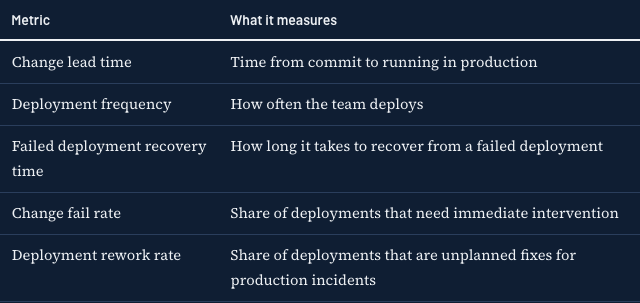 Metric What it measures
Change lead time Time from commit to running in production
Deployment frequency How often the team deploys
Failed deployment recovery How long it takes to recover from a failed deployment
time
Change fail rate Share of deployments that need immediate intervention
Deployment rework rate Share of deployments that are unplanned fixes for
production incidents